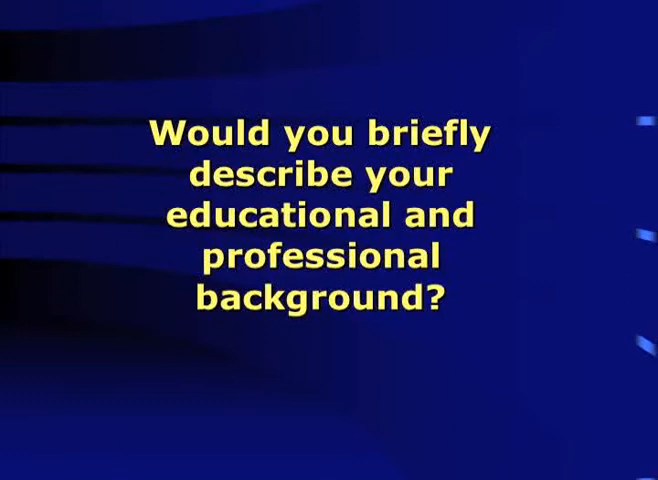 Would you briefly
describe your
educational and
professional
background?